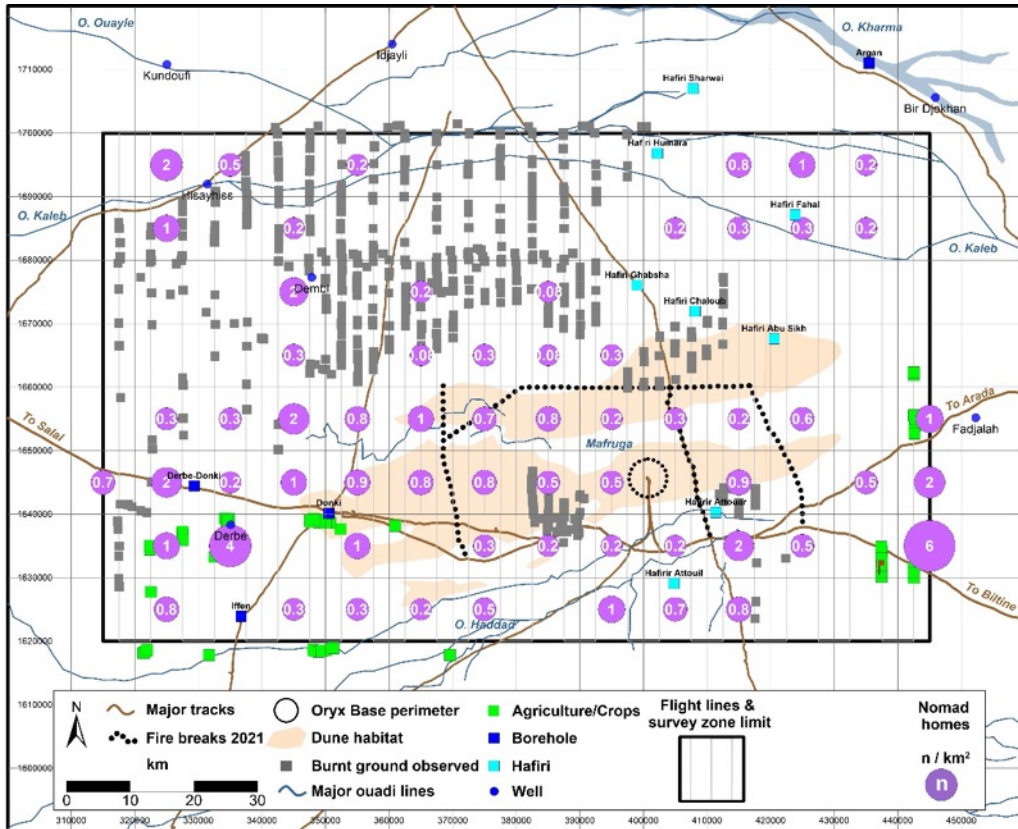 O. Ouayle
O. Kharma
Idjayli
Argan
1710000
Kundoufi
Hafiri Sharwai
Bir Djekhan
1700000
Hafiri Humara
2 0.5 0.2 0.8 1 0.2
1690000
Hisayhiss
Hafiri Fahal
O. Kaleb
1 0.2 0.2 0.3 0.3 0.2
O. Kaleb
1680000
Hafiri Ghabsha
2 Dembi 0.2 0.08
Hafiri Chaloub
1670000
Hafiri Abu Sikh
0.3 0.08 0.3 0.08 0.2
1660000
To Arada
To Salal
0.3 0.3 2 0.8 1 0.7 0.8 0.2 0.3 0.2 0.6 1
Fadjalah
1650000
Mafruga
Derbe-Donki
0.7 2 0.2 1 0.9 0.8 0.8 0.5 0.5 0.9 0.5 2
Donki
Hafirir Attouar
1640000
Derbe
1 4 1 0.3 0.2 0.2 0.2 2 0.5 6
1630000
Hafirir Attouil
To Biltine
Iffen
0.8 0.3 0.3 0.2 0.5 1 0.7 0.8
O. Haddad
1620000
1610000
N
Major tracks
Fire breaks 2021
km
0 10 20 30
Oryx Base perimeter
Dune habitat
Burnt ground observed
Major ouadi lines
Agriculture/Crops
Borehole
Hafiri
Well
Flight lines &
survey zone limit
Nomad
homes
n / km²
n
1600000
310000 320000 330000 340000 350000 360000 370000 380000 390000 400000 410000 420000 430000 440000 450000